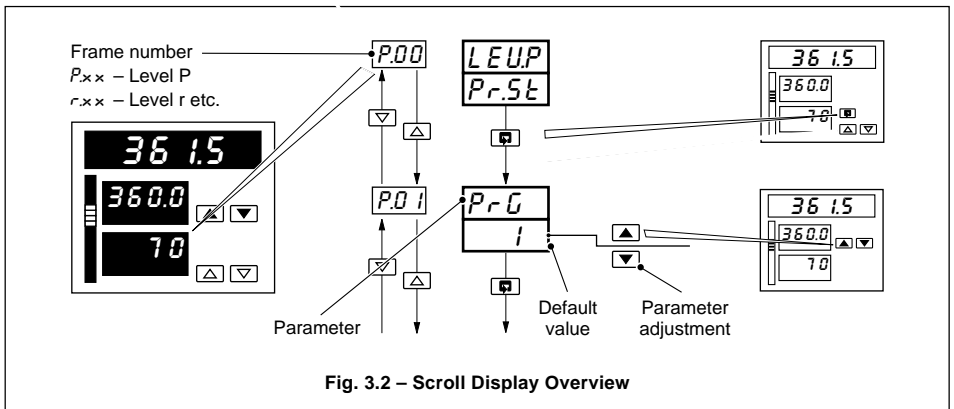 Frame number
P.xx – Level P
r.xx – Level r etc.
P.00
LEV.P
Pr.St
361.5
360.0
70
361.5
360.0
70
P.01
PrG
1
361.5
360.0
70
Parameter
Default
value
Parameter
adjustment
Fig. 3.2 – Scroll Display Overview